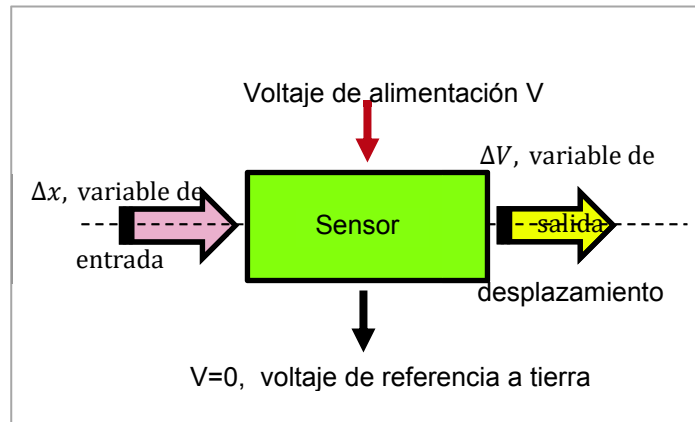 Voltaje de alimentación V
Δx, variable de
entrada
Sensor
ΔV, variable de
salida
desplazamiento
V=0, voltaje de referencia a tierra